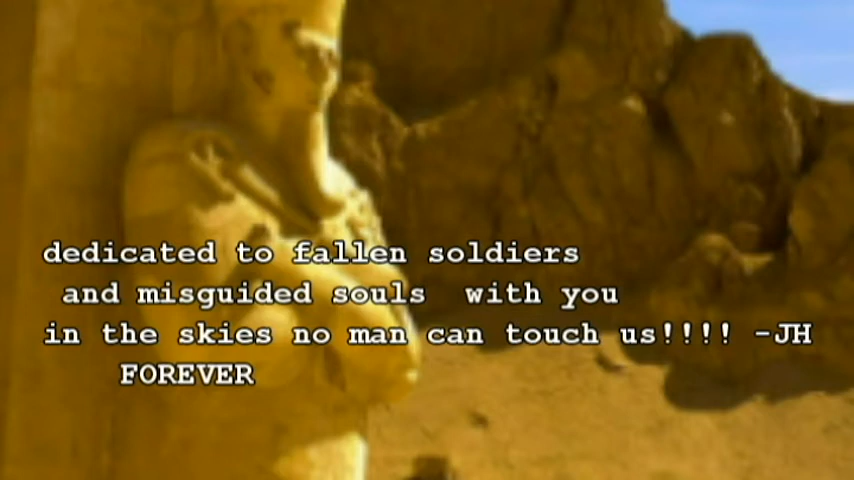 dedicated to fallen soldiers
and misguided souls with you
in the skies no man can touch us!!!! -JH
FOREVER